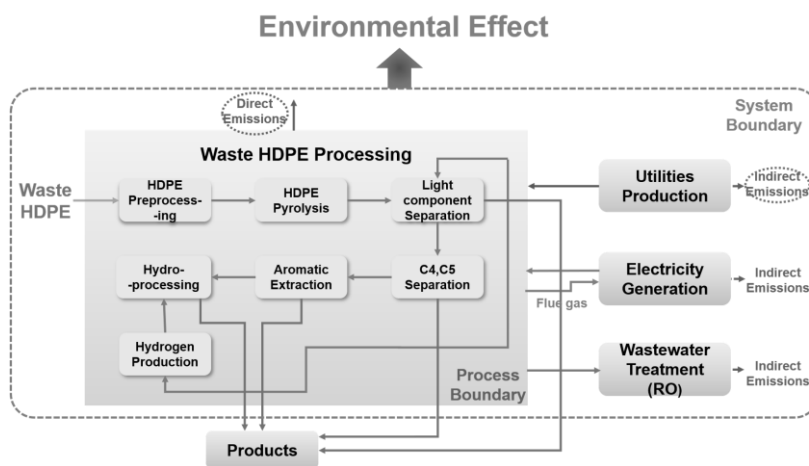 Environmental Effect
Direct
Emissions
System
Boundary
Waste HDPE Processing
Waste
HDPE
HDPE
Preprocess-
-ing
HDPE
Pyrolysis
Light
component
Separation
Utilities
Production
Indirect
Emissions
Hydro-
-processing
Aromatic
Extraction
C4,C5
Separation
Electricity
Generation
Indirect
Emissions
Flue gas
Hydrogen
Production
Process
Boundary
Wastewater
Treatment
(RO)
Indirect
Emissions
Products